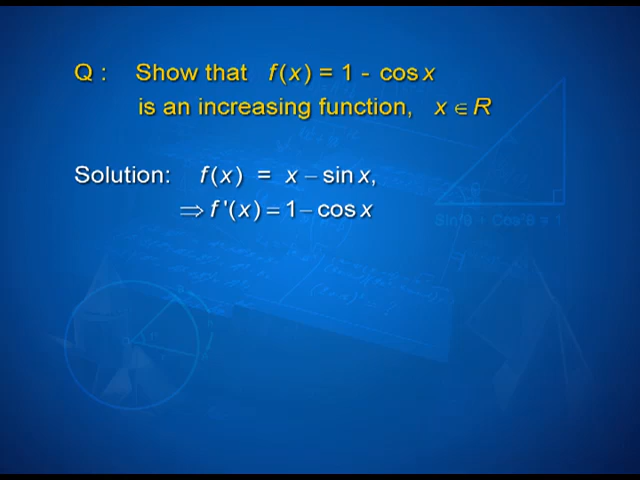 Q : Show that f(x) = 1 - cos x
is an increasing function, x ∈ R
Solution: f(x) = x – sin x,
⇒ f '(x) = 1 – cos x